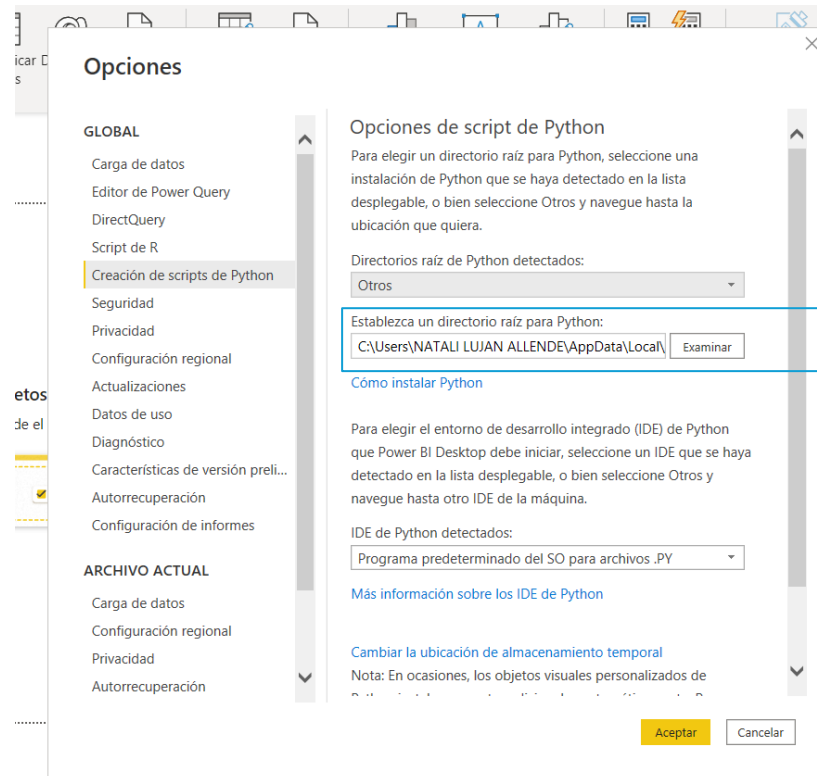 icar D
s
Opciones
GLOBAL
Carga de datos
Editor de Power Query
DirectQuery
Script de R
Creación de scripts de Python
Seguridad
Privacidad
Configuración regional
Actualizaciones
Datos de uso
Diagnóstico
Características de versión preli...
Autorrecuperación
Configuración de informes
ARCHIVO ACTUAL
Carga de datos
Configuración regional
Privacidad
Autorrecuperación
Opciones de script de Python
Para elegir un directorio raíz para Python, seleccione una
instalación de Python que se haya detectado en la lista
desplegable, o bien seleccione Otros y navegue hasta la
ubicación que quiera.
Directorios raíz de Python detectados:
Otros
Establezca un directorio raíz para Python:
C:\Users\NATALI LUJAN ALLENDE\AppData\Local\
Examinar
Cómo instalar Python
Para elegir el entorno de desarrollo integrado (IDE) de Python
que Power BI Desktop debe iniciar, seleccione un IDE que se haya
detectado en la lista desplegable, o bien seleccione Otros y
navegue hasta otro IDE de la máquina.
IDE de Python detectados:
Programa predeterminado del SO para archivos .PY
Más información sobre los IDE de Python
Cambiar la ubicación de almacenamiento temporal
Nota: En ocasiones, los objetos visuales personalizados de
etos
de el
Aceptar
Cancelar